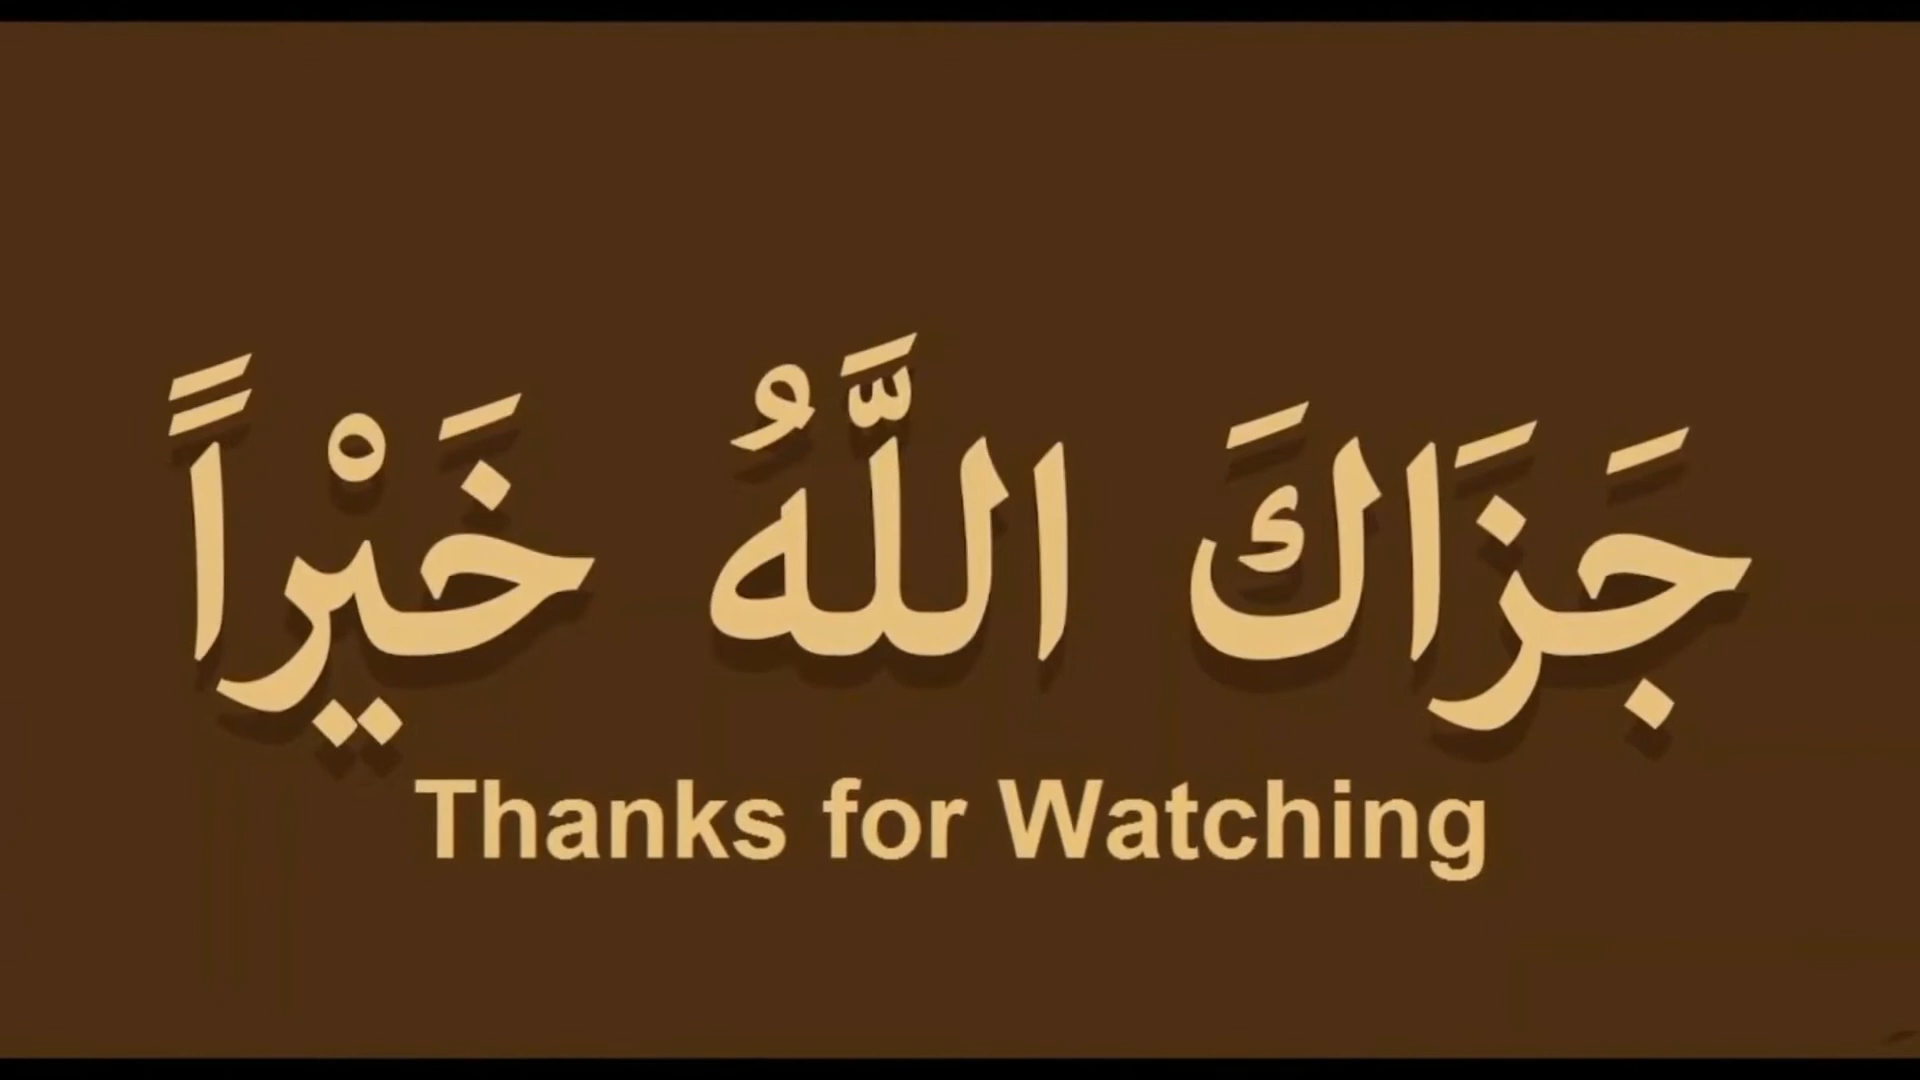 جَزَاكَ اللَّهُ خَيْراً
Thanks for Watching